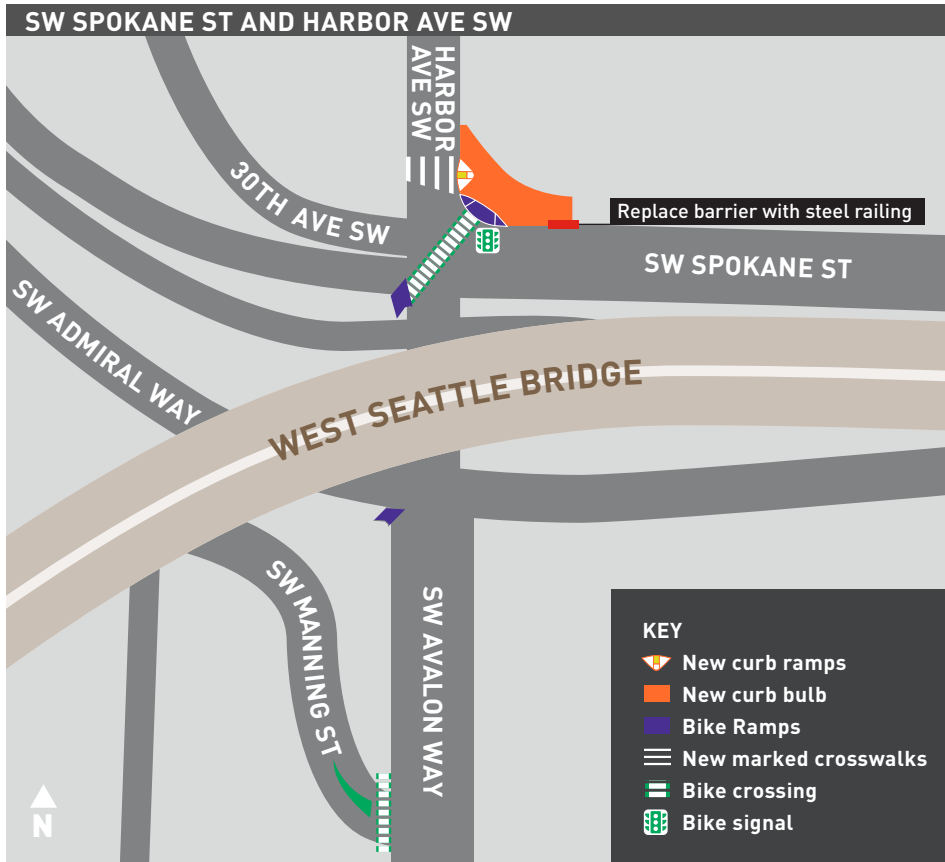 SW SPOKANE ST AND HARBOR AVE SW
HARBOR
AVE SW
30TH AVE SW
Replace barrier with steel railing
SW SPOKANE ST
SW ADMIRAL WAY
WEST SEATTLE BRIDGE
SW MANNING ST
SW AVALON WAY
KEY
New curb ramps
New curb bulb
Bike Ramps
New marked crosswalks
Bike crossing
Bike signal
N